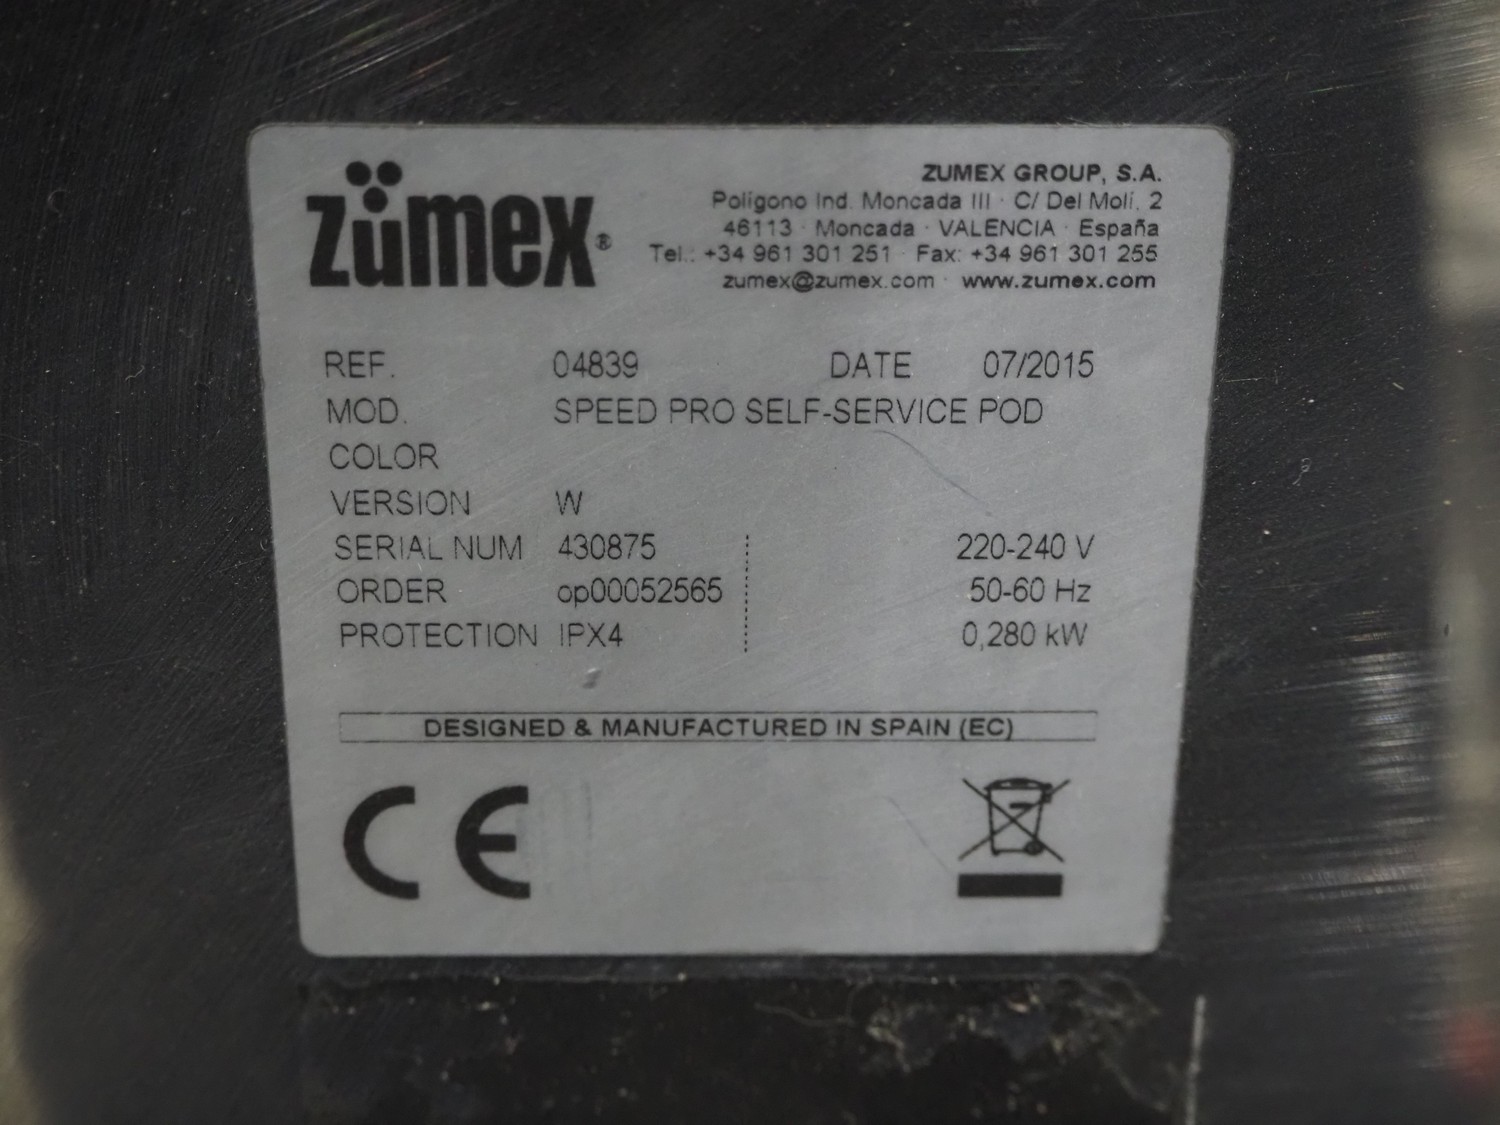 zümex®
ZUMEX GROUP, S.A.
Polígono Ind. Moncada III · C/ Del Molí, 2
46113 · Moncada · VALENCIA · España
Tel.: +34 961 301 251 · Fax: +34 961 301 255
zumex@zumex.com · www.zumex.com
REF. 04839 DATE 07/2015
MOD. SPEED PRO SELF-SERVICE POD
COLOR
VERSION W
SERIAL NUM 430875 220-240 V
ORDER op00052565 50-60 Hz
PROTECTION IPX4 0,280 kW
DESIGNED & MANUFACTURED IN SPAIN (EC)
CE